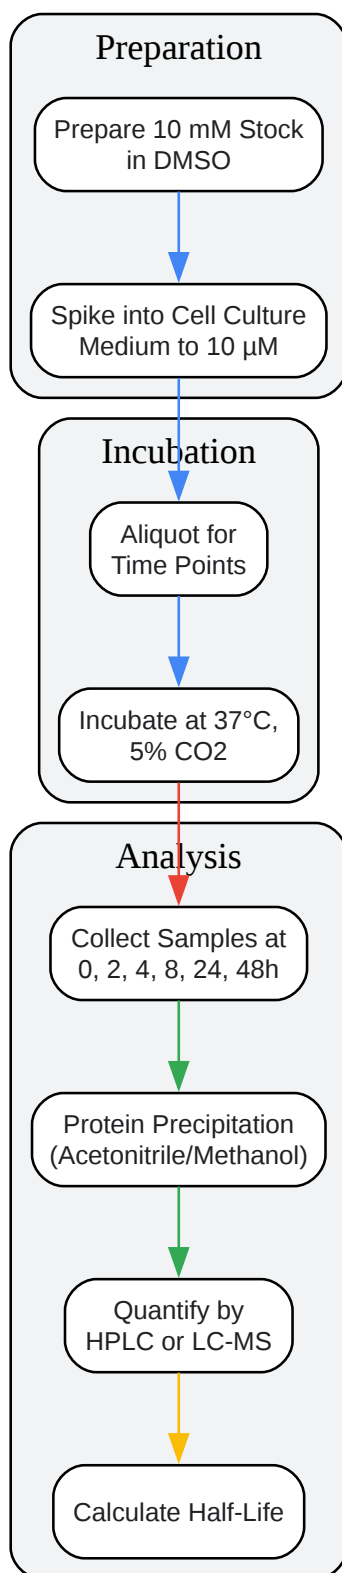 Preparation
Prepare 10 mM Stock
in DMSO
Spike into Cell Culture
Medium to 10 µM
Incubation
Aliquot for
Time Points
Incubate at 37°C,
5% CO2
Analysis
Collect Samples at
0, 2, 4, 8, 24, 48h
Protein Precipitation
(Acetonitrile/Methanol)
Quantify by
HPLC or LC-MS
Calculate Half-Life